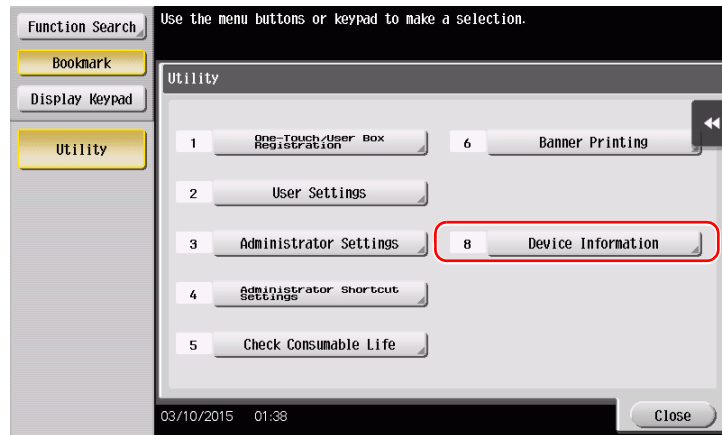 Function Search
Use the menu buttons or keypad to make a selection.
Bookmark
Display Keypad
Utility
Utility
1 One-Touch/User Box
Registration
6 Banner Printing
2 User Settings
3 Administrator Settings
8 Device Information
4 Administrator Shortcut
Settings
5 Check Consumable Life
03/10/2015 01:38
Close